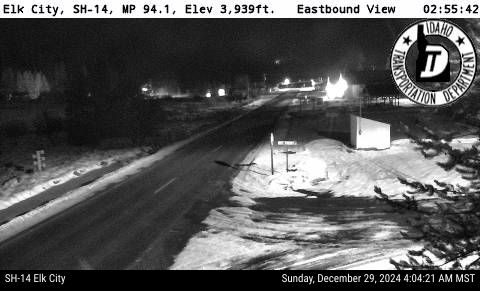 Elk City, SH-14, MP 94.1, Elev 3,939ft. Eastbound View 02:55:42
IDAHO
TRANSPORTATION DEPARTMENT
SH-14 Elk City Sunday, December 29, 2024 4:04:21 AM MST